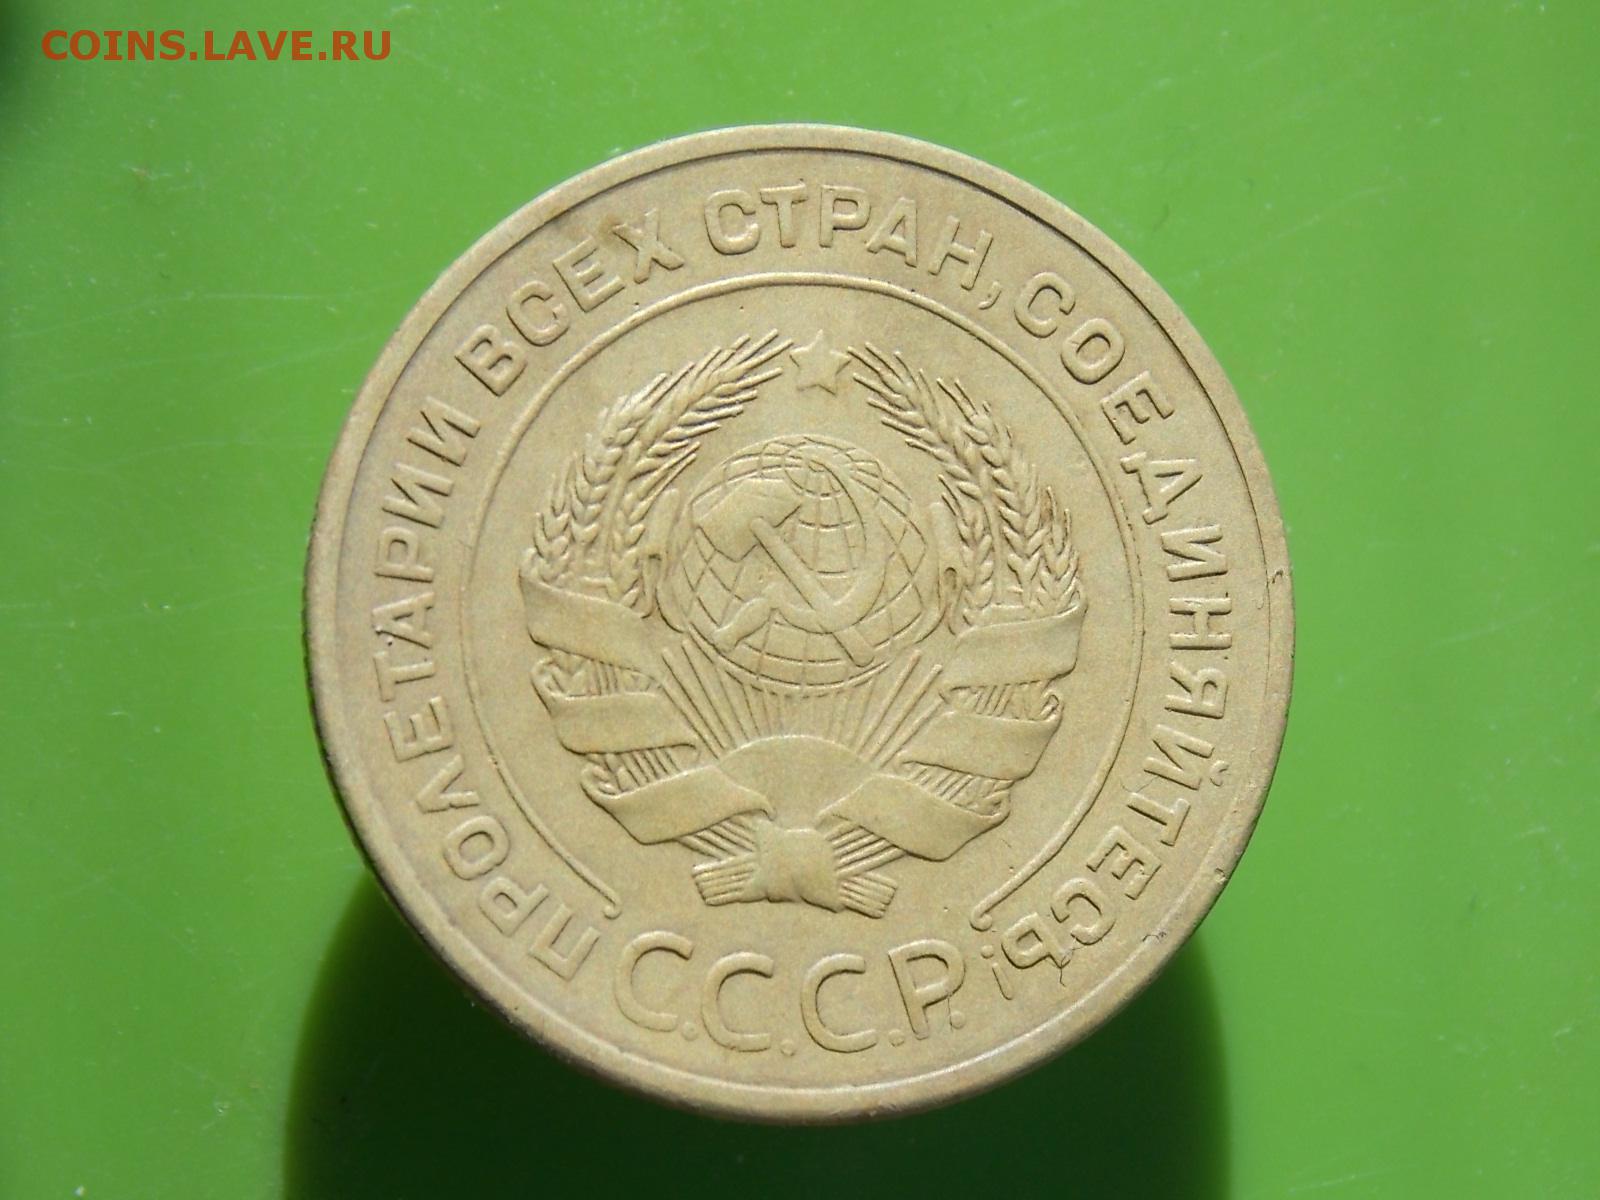 COINS.LAVE.RU
ПРОЛЕТАРИИ ВСЕХ СТРАН, СОЕДИНЯЙТЕСЬ!
С.С.С.Р.